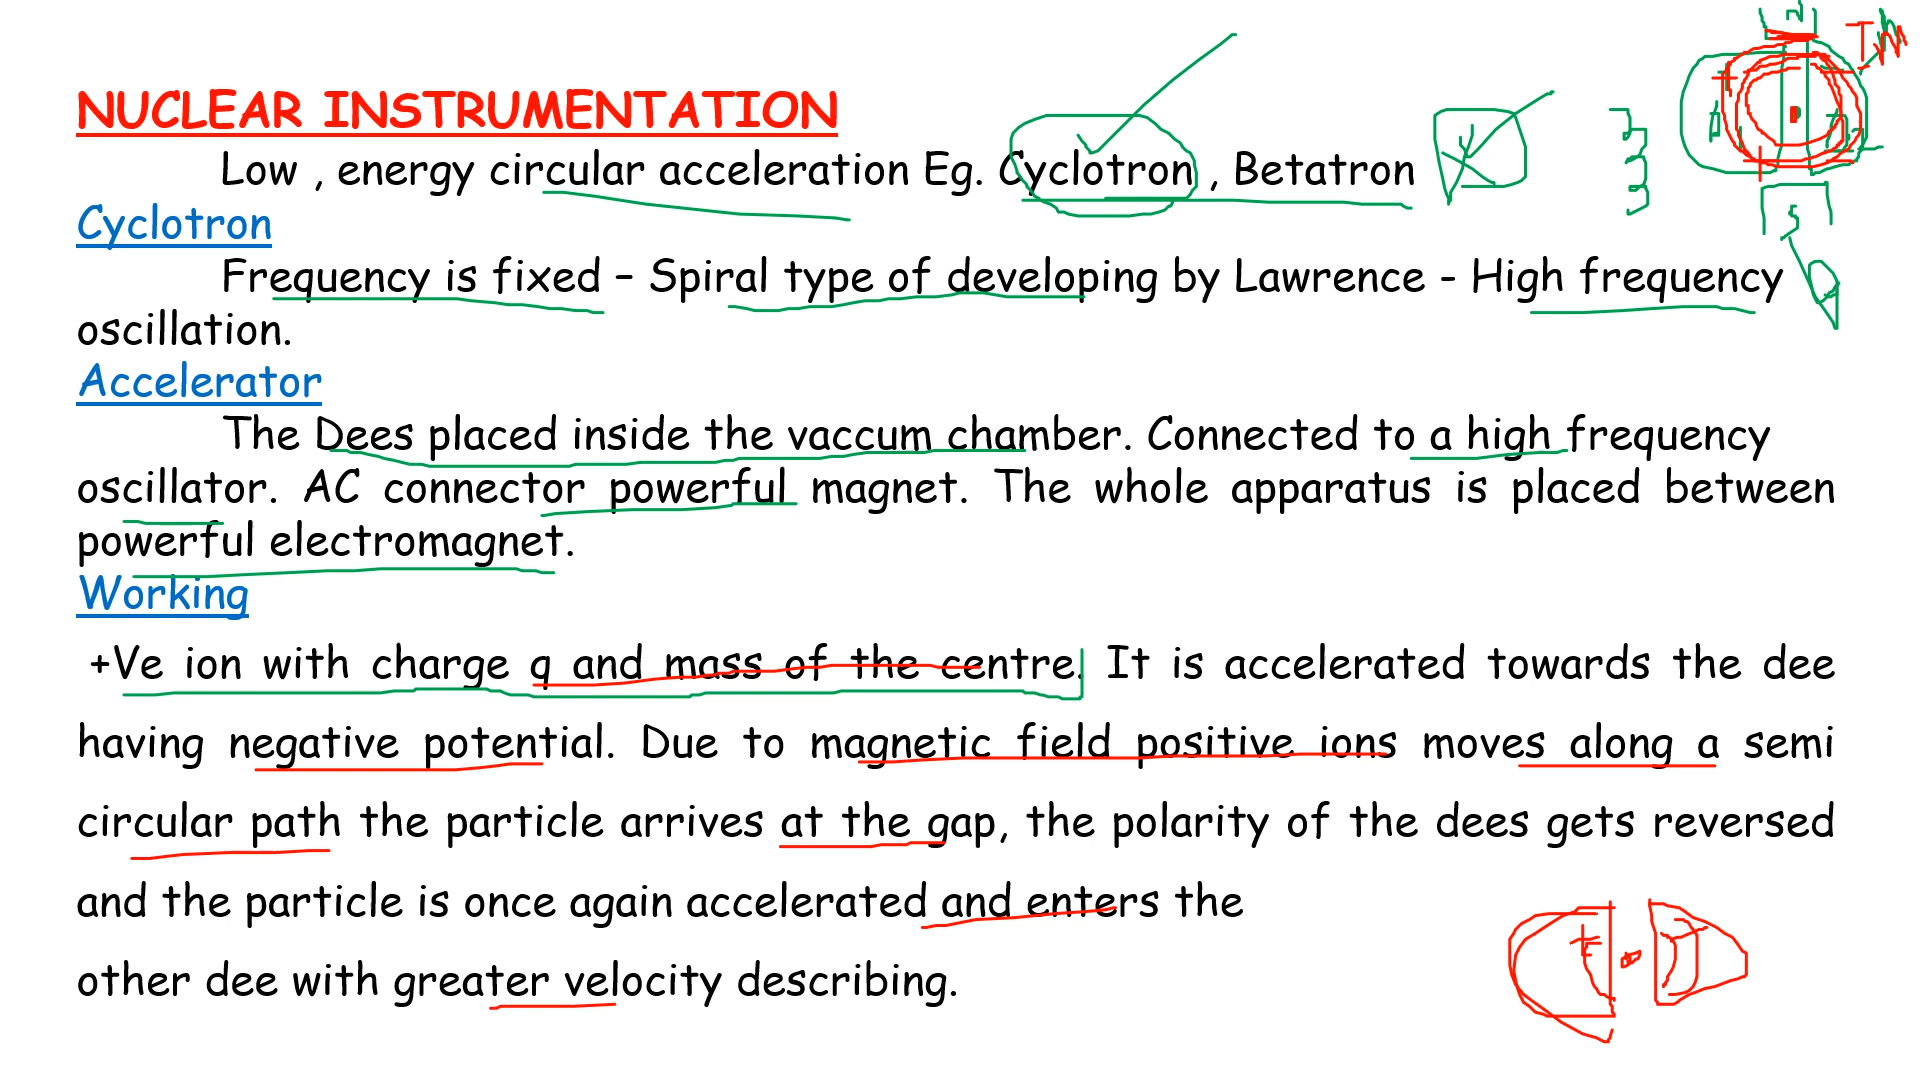 NUCLEAR INSTRUMENTATION
Low , energy circular acceleration Eg. Cyclotron , Betatron
Cyclotron
Frequency is fixed – Spiral type of developing by Lawrence - High frequency
oscillation.
Accelerator
The Dees placed inside the vaccum chamber. Connected to a high frequency
oscillator. AC connector powerful magnet. The whole apparatus is placed between
powerful electromagnet.
Working
+Ve ion with charge q and mass of the centre. It is accelerated towards the dee
having negative potential. Due to magnetic field positive ions moves along a semi
circular path the particle arrives at the gap, the polarity of the dees gets reversed
and the particle is once again accelerated and enters the
other dee with greater velocity describing.